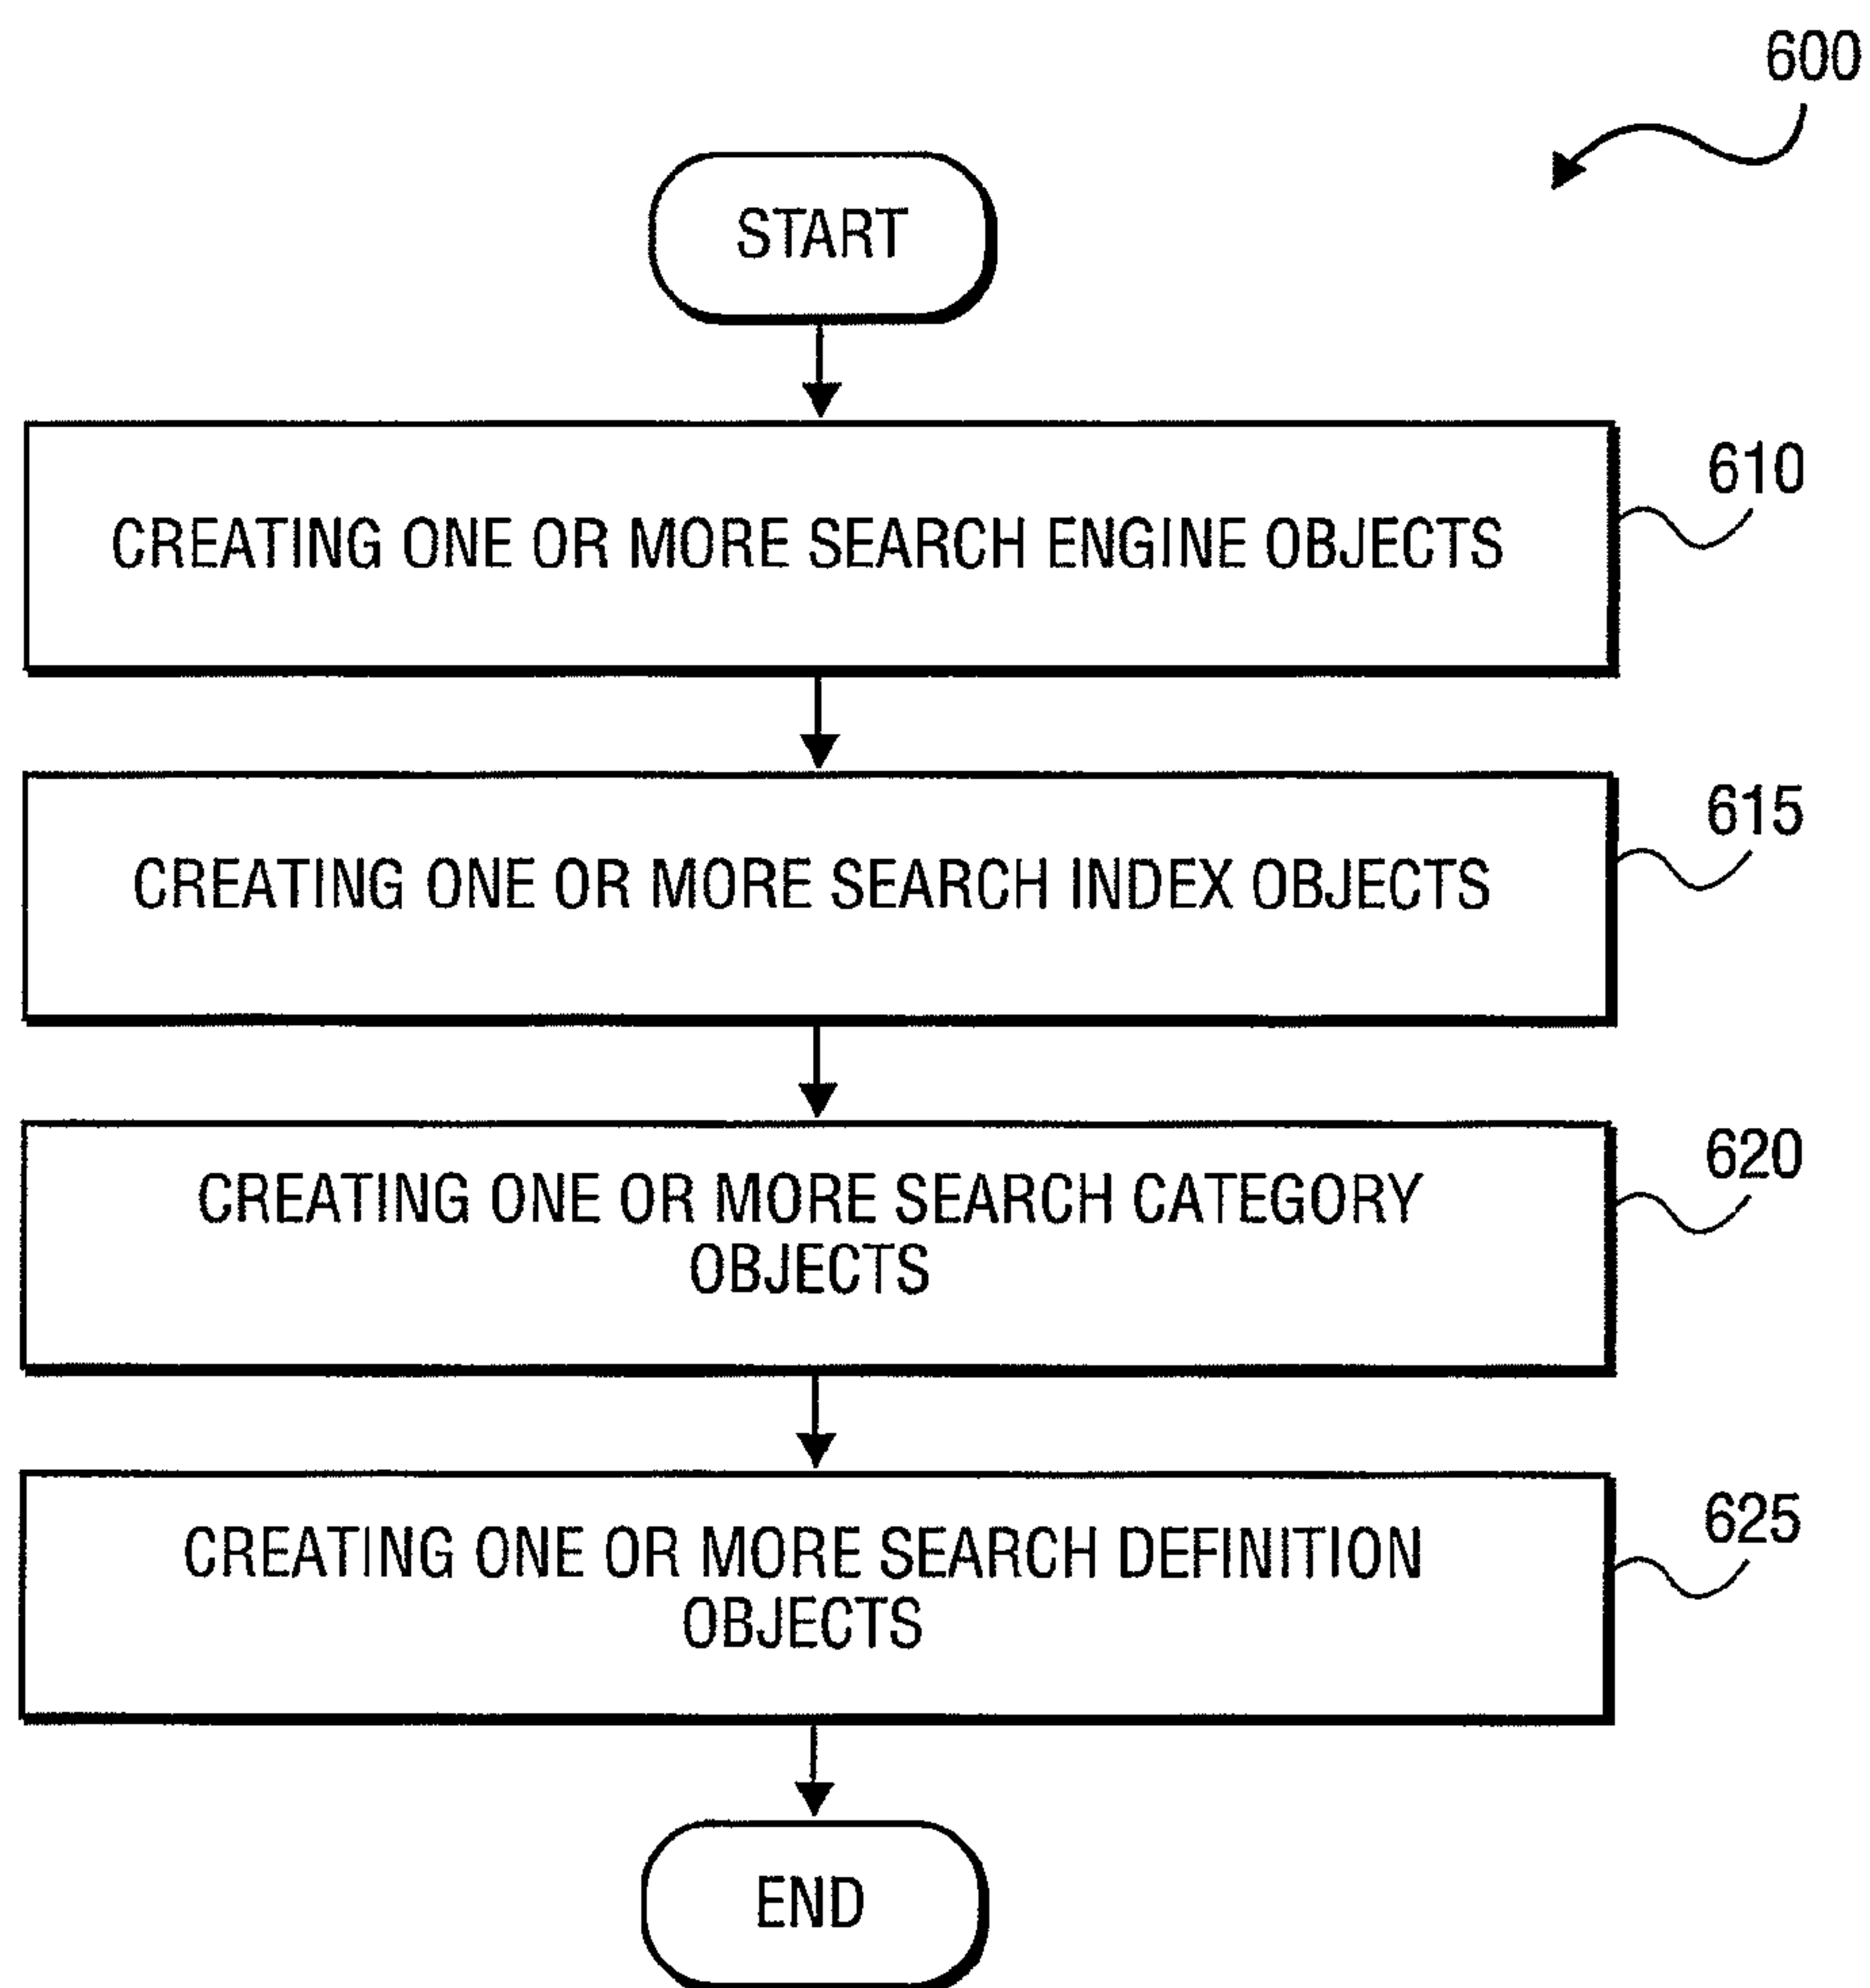 600
START
CREATING ONE OR MORE SEARCH ENGINE OBJECTS
610
CREATING ONE OR MORE SEARCH INDEX OBJECTS
615
CREATING ONE OR MORE SEARCH CATEGORY
OBJECTS
620
CREATING ONE OR MORE SEARCH DEFINITION
OBJECTS
625
END